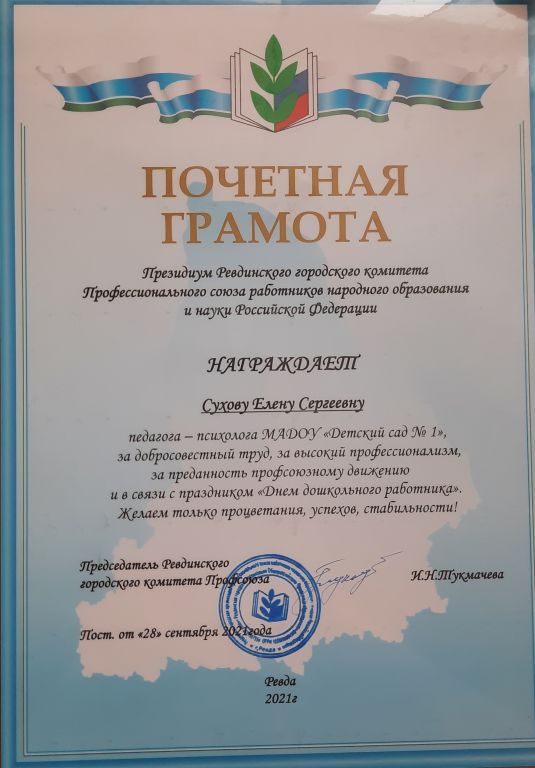 ПОЧЕТНАЯ
ГРАМОТА
Президиум Ревдинского городского комитета
Профессионального союза работников народного образования
и науки Российской Федерации
НАГРАЖДАЕТ
Сухову Елену Сергеевну
педагога – психолога МАДОУ «Детский сад № 1»,
за добросовестный труд, за высокий профессионализм,
за преданность профсоюзному движению
и в связи с праздником «Днем дошкольного работника».
Желаем только процветания, успехов, стабильности!
Председатель Ревдинского
городского комитета Профсоюза
И.Н.Тукмачева
Пост. от «28» сентября 2021года
г.Ревда
Ревда
2021г